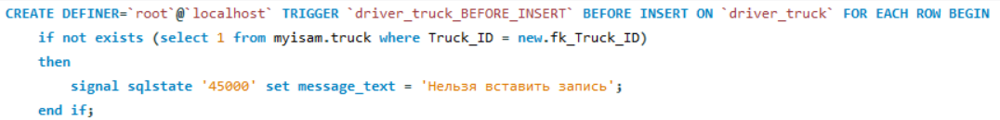 CREATE DEFINER=`root`@`localhost` TRIGGER `driver_truck_BEFORE_INSERT` BEFORE INSERT ON `driver_truck` FOR EACH ROW BEGIN
if not exists (select 1 from myisam.truck where Truck_ID = new.fk_Truck_ID)
then
signal sqlstate '45000' set message_text = 'Нельзя вставить запись';
end if;